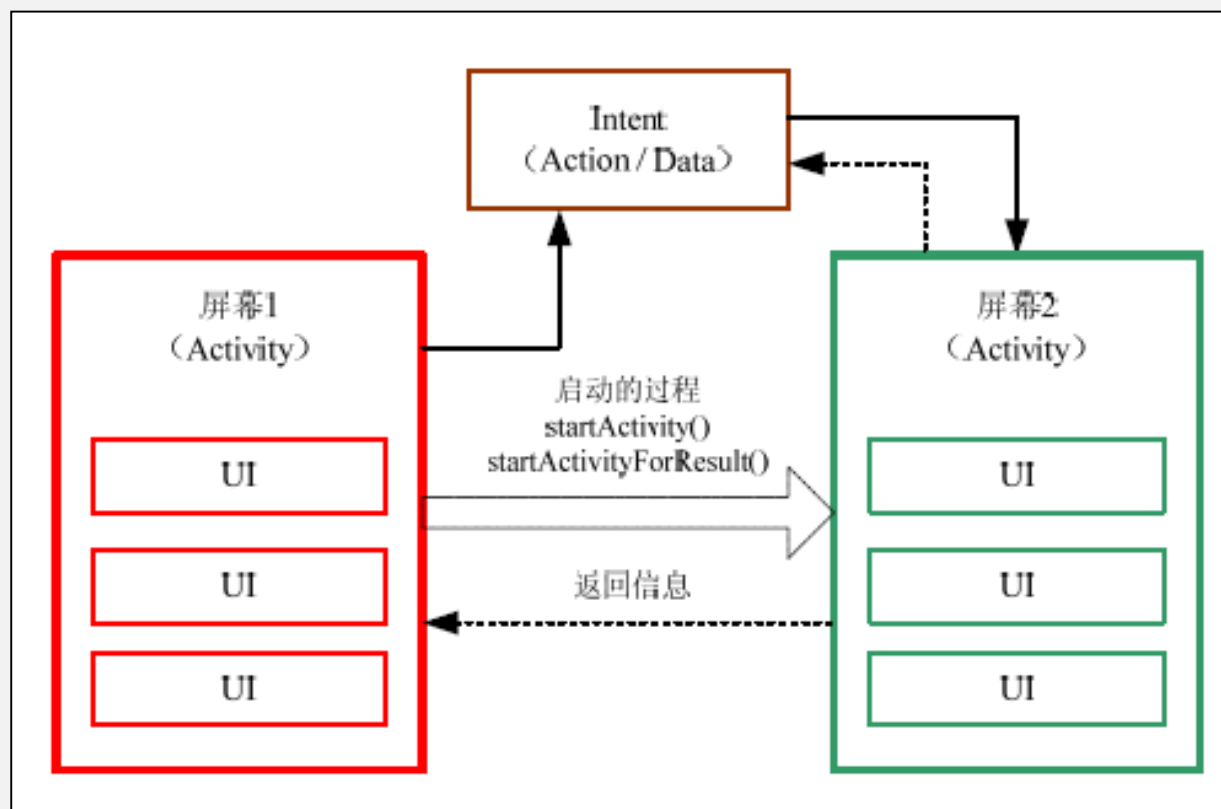 Intent
（Action / Data）
屏幕1
（Activity）
UI
UI
UI
启动的过程
startActivity()
startActivityForResult()
返回信息
屏幕2
（Activity）
UI
UI
UI